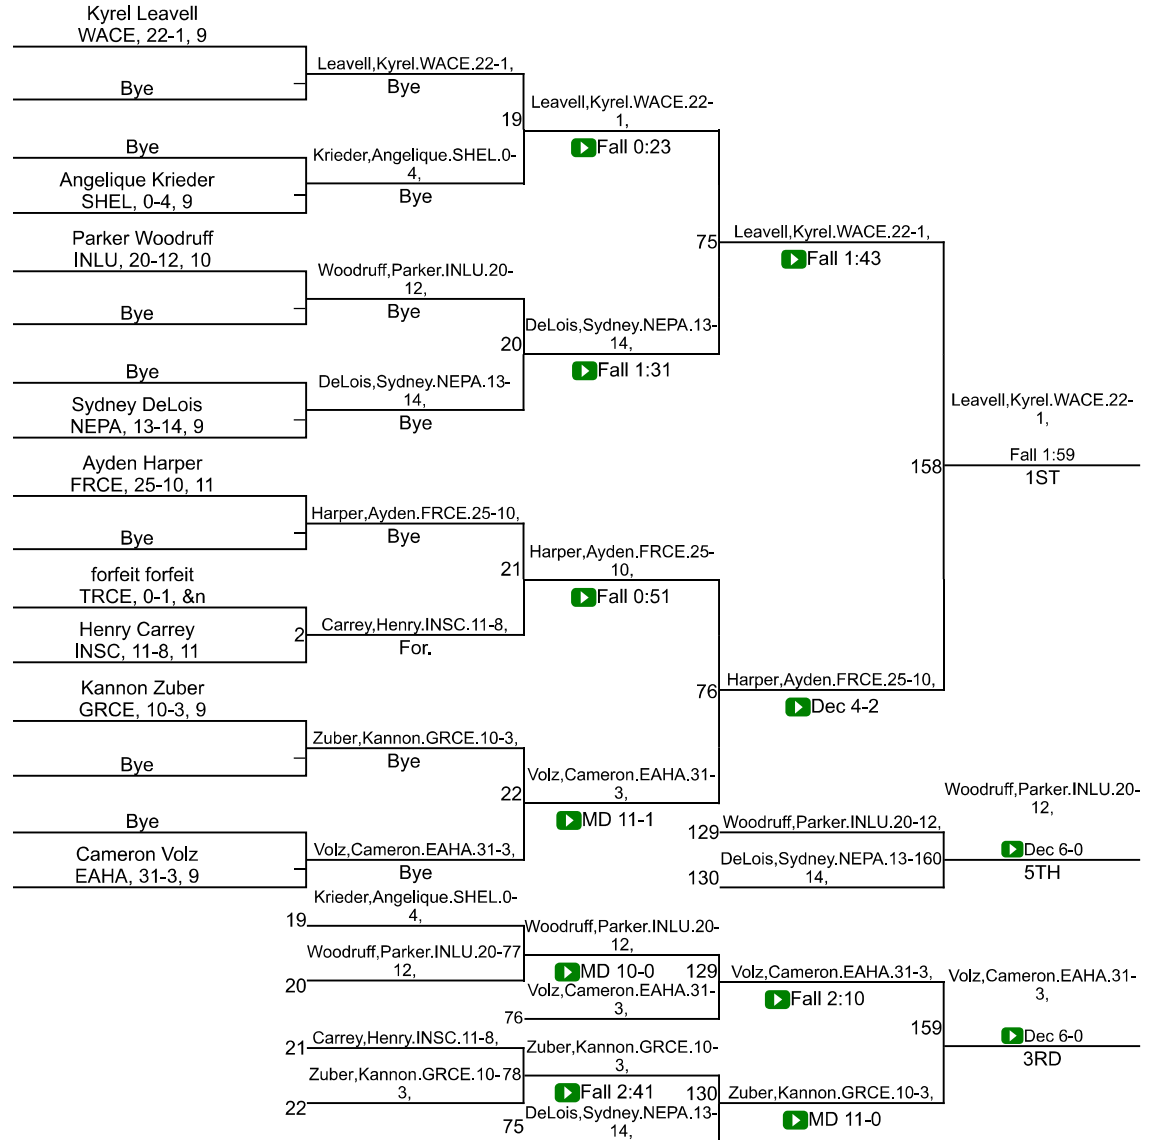 Kyrel Leavell
WACE, 22-1, 9
Leavell,Kyrel.WACE.22-1,
Bye
Bye
Leavell,Kyrel.WACE.22-
1,
19
Fall 0:23
Bye
Krieder,Angelique.SHEL.0-
4,
Angelique Krieder
SHEL, 0-4, 9
Bye
Parker Woodruff
INLU, 20-12, 10
Leavell,Kyrel.WACE.22-1,
75
Fall 1:43
Woodruff,Parker.INLU.20-
12,
Bye
Bye
DeLois,Sydney.NEPA.13-
14,
20
Fall 1:31
Bye
DeLois,Sydney.NEPA.13-
14,
Sydney DeLois
NEPA, 13-14, 9
Bye
Leavell,Kyrel.WACE.22-
1,
Fall 1:59
158
1ST
Ayden Harper
FRCE, 25-10, 11
Harper,Ayden.FRCE.25-10,
Bye
Bye
Harper,Ayden.FRCE.25-
10,
21
Fall 0:51
forfeit forfeit
TRCE, 0-1, &n
Henry Carrey
INSC, 11-8, 11
2
Carrey,Henry.INSC.11-8,
For.
Kannon Zuber
GRCE, 10-3, 9
Harper,Ayden.FRCE.25-10,
76
Dec 4-2
Zuber,Kannon.GRCE.10-3,
Bye
Bye
Volz,Cameron.EAHA.31-
3,
22
MD 11-1
Bye
Volz,Cameron.EAHA.31-3,
Cameron Volz
EAHA, 31-3, 9
Bye
Woodruff,Parker.INLU.20-
12,
129
Woodruff,Parker.INLU.20-12,
Dec 6-0
DeLois,Sydney.NEPA.13-160
14,
130
5TH
Krieder,Angelique.SHEL.0-
4,
19
Woodruff,Parker.INLU.20-
12,
Woodruff,Parker.INLU.20-77
12,
20
MD 10-0
129
Volz,Cameron.EAHA.31-3,
Fall 2:10
Volz,Cameron.EAHA.31-
3,
76
Volz,Cameron.EAHA.31-
3,
159
Dec 6-0
3RD
21
Carrey,Henry.INSC.11-8,
Zuber,Kannon.GRCE.10-
3,
Zuber,Kannon.GRCE.10-78
3,
22
Fall 2:41
130
Zuber,Kannon.GRCE.10-3,
MD 11-0
DeLois,Sydney.NEPA.13-
14,
75